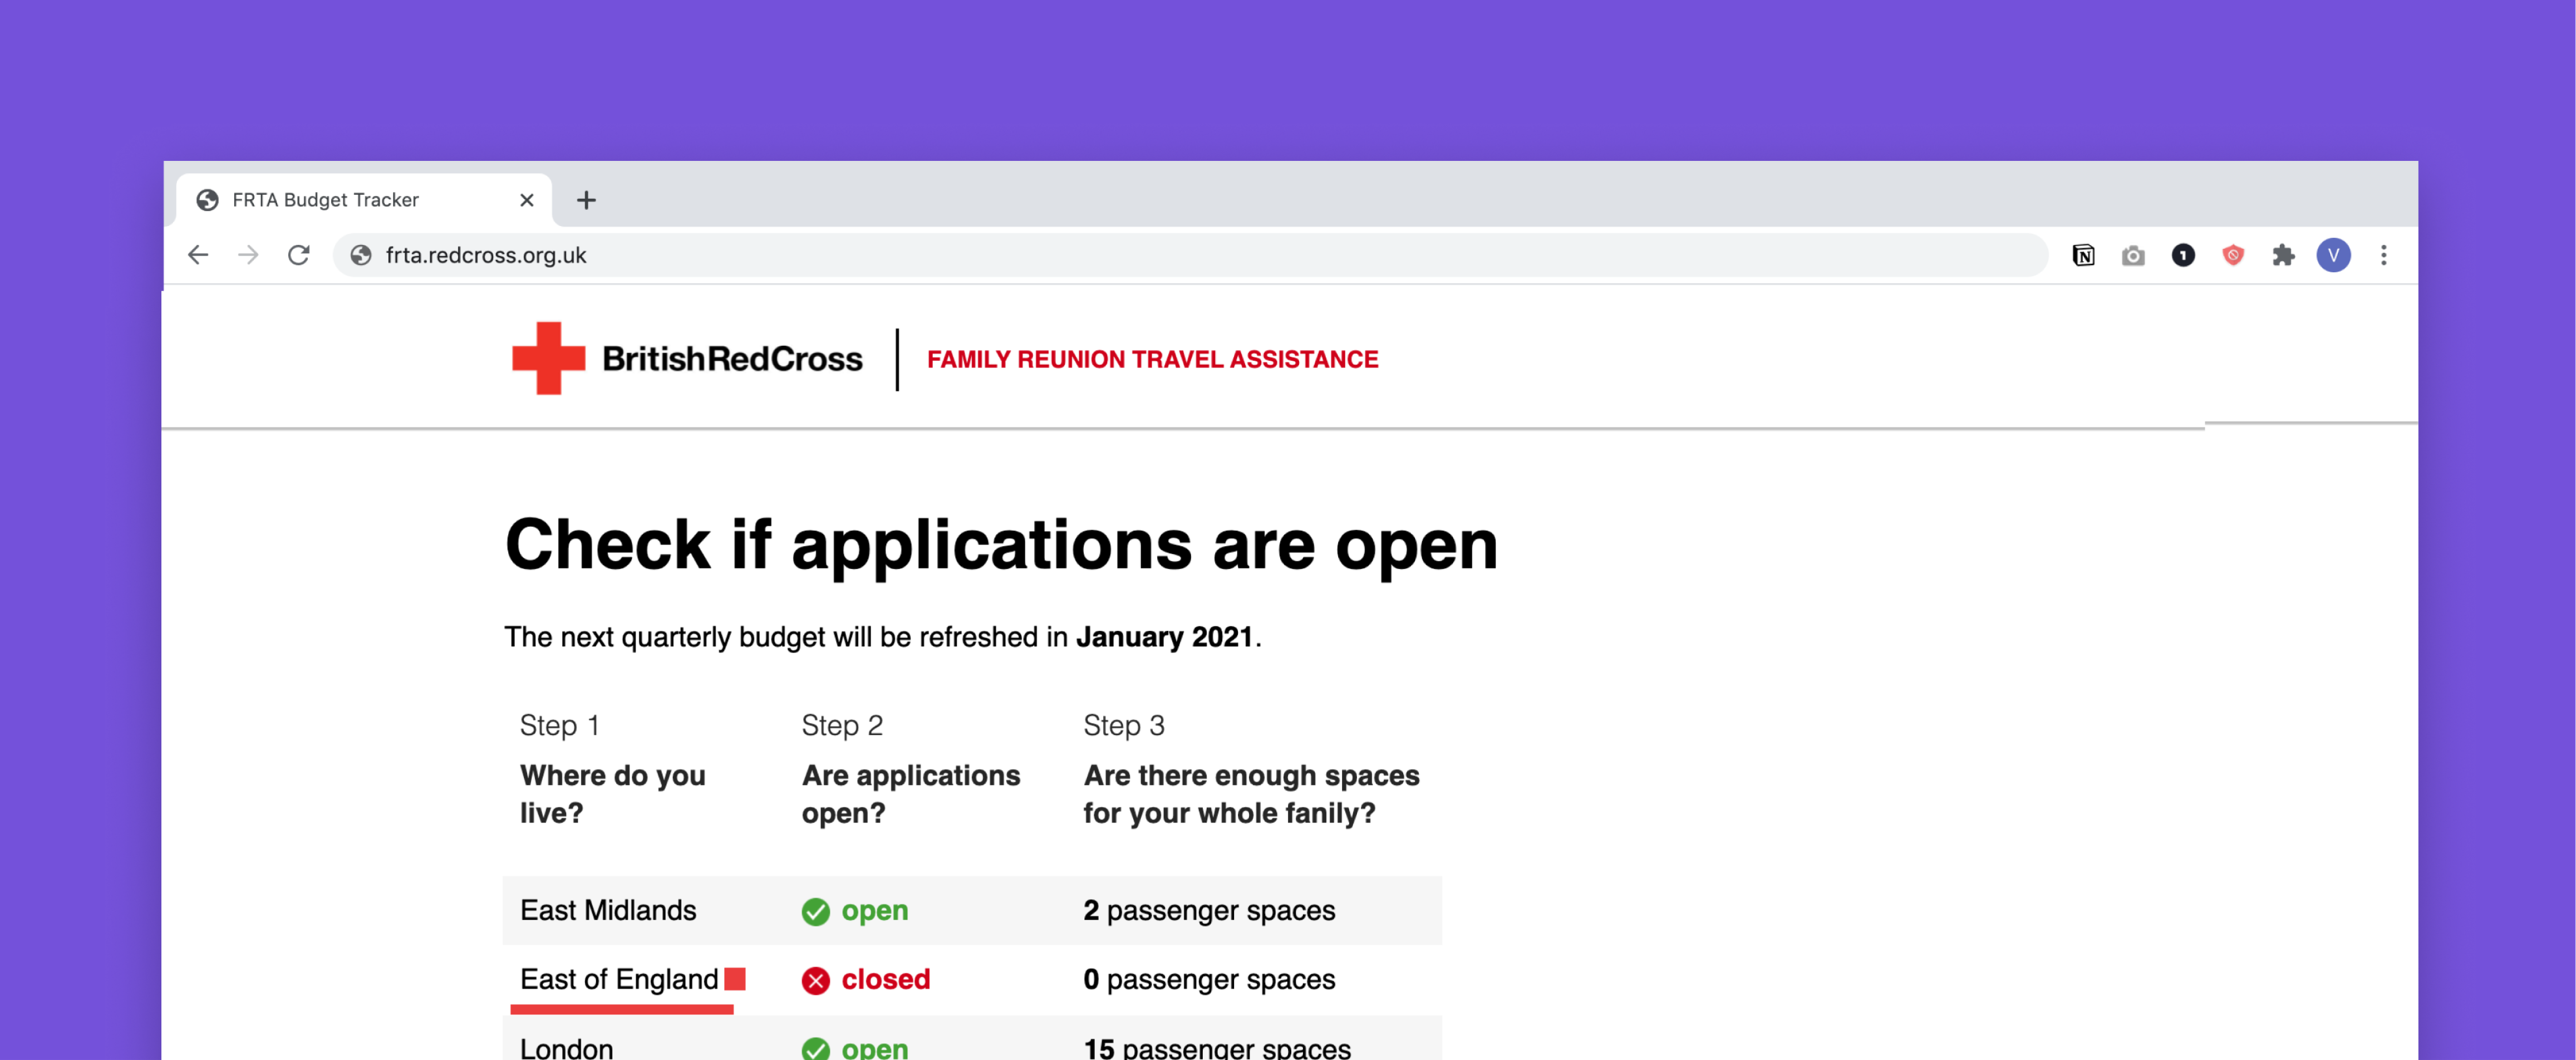 FRTA Budget Tracker
frta.redcross.org.uk
N
1
V
BritishRedCross
FAMILY REUNION TRAVEL ASSISTANCE
Check if applications are open
The next quarterly budget will be refreshed in January 2021.
Step 1
Step 2
Step 3
Where do you
live?
Are applications
open?
Are there enough spaces
for your whole fanily?
East Midlands open 2 passenger spaces
East of England closed 0 passenger spaces
London open 15 passenger spaces